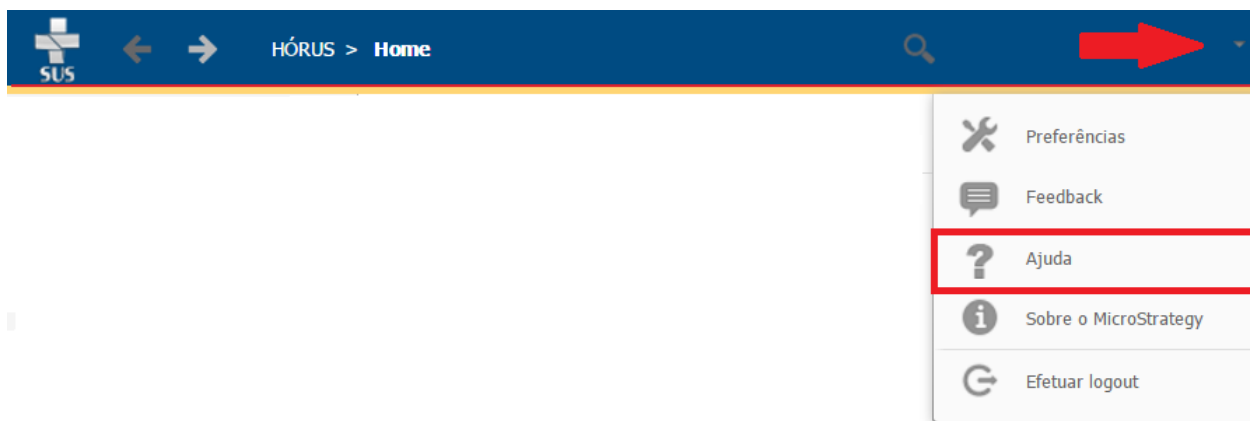 SUS
HÓRUS > Home
Preferências
Feedback
Ajuda
Sobre o MicroStrategy
Efetuar logout